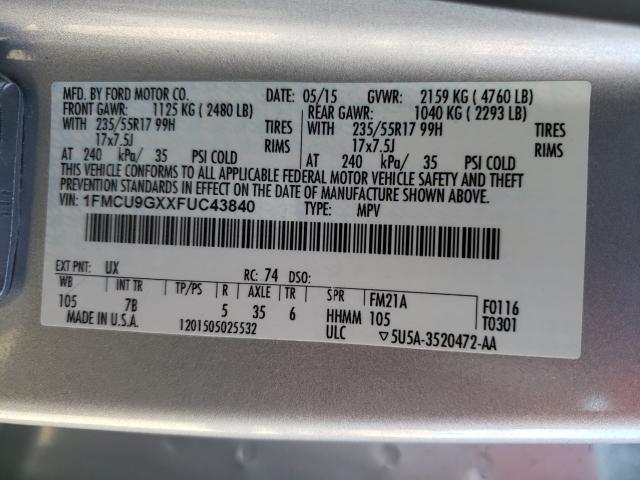 MFD. BY FORD MOTOR CO. DATE: 05/15 GVWR: 2159 KG ( 4760 LB)
FRONT GAWR: 1125 KG ( 2480 LB) REAR GAWR: 1040 KG ( 2293 LB)
WITH 235/55R17 99H TIRES WITH 235/55R17 99H TIRES
17x7.5J RIMS 17x7.5J RIMS
AT 240 kPa/ 35 PSI COLD AT 240 kPa/ 35 PSI COLD
THIS VEHICLE CONFORMS TO ALL APPLICABLE FEDERAL MOTOR VEHICLE SAFETY AND THEFT
PREVENTION STANDARDS IN EFFECT ON THE DATE OF MANUFACTURE SHOWN ABOVE.
VIN: 1FMCU9GXXFUC43840 TYPE: MPV
EXT PNT: UX RC: 74 DSO:
WB INT TR TP/PS R AXLE TR SPR FM21A F0116
105 7B 5 35 6 HHMM 105 T0301
MADE IN U.S.A. 1201505025532 ULC ▽5U5A-3520472-AA